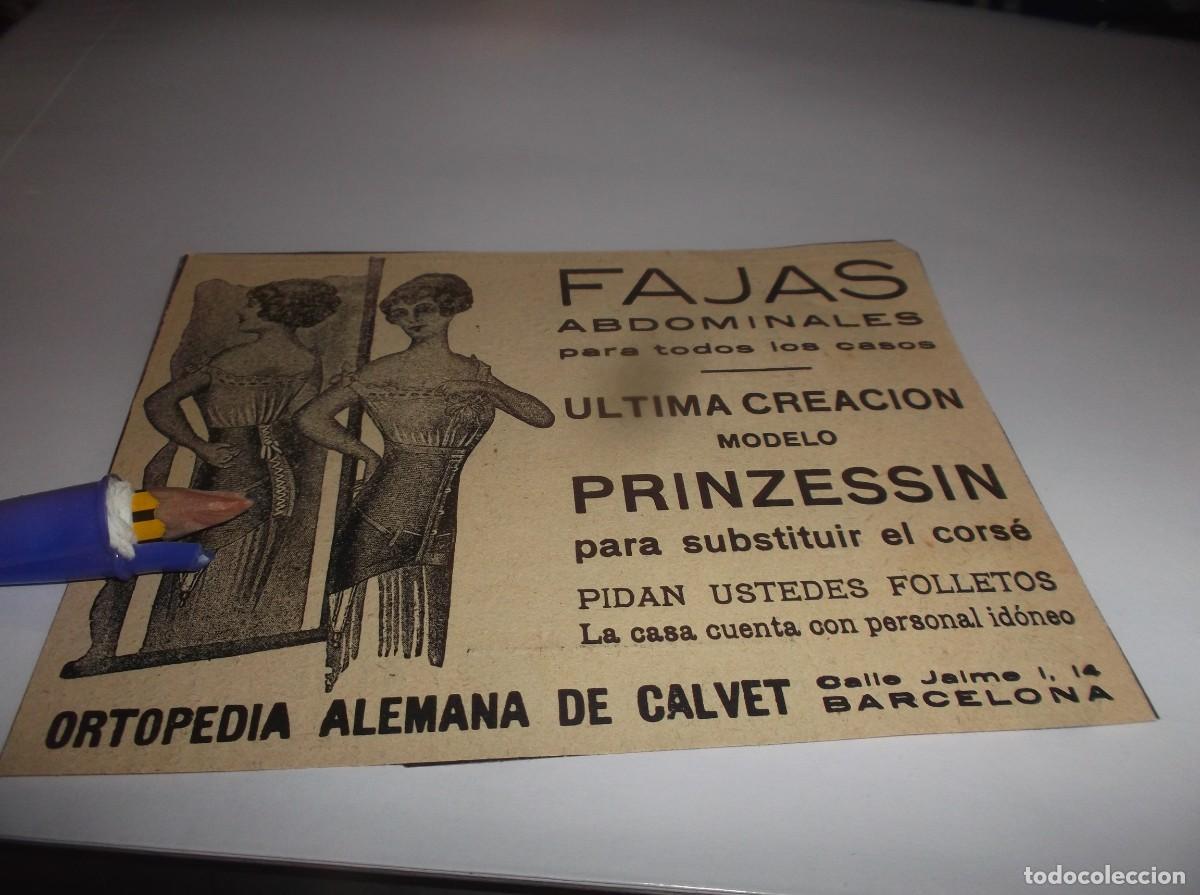 FAJAS
ABDOMINALES
para todos los casos
ULTIMA CREACION
MODELO
PRINZESSIN
para substituir el corsé
PIDAN USTEDES FOLLETOS
La casa cuenta con personal idóneo
ORTOPEDIA ALEMANA DE CALVET
Calle Jaime I, 14
BARCELONA
todocoleccion